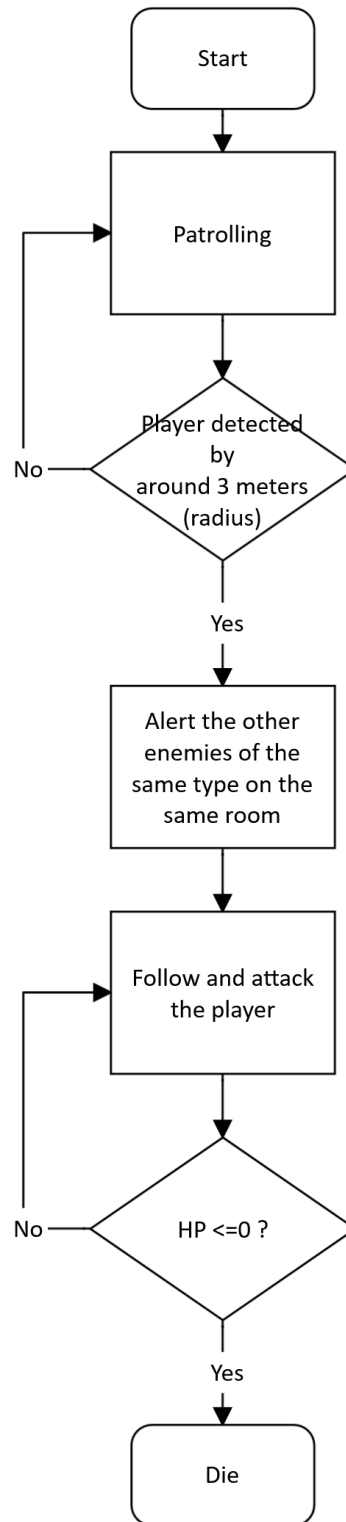 Start
Patrolling
Player detected
by
around 3 meters
(radius)
No
Yes
Alert the other
enemies of the
same type on the
same room
Follow and attack
the player
HP <=0 ?
No
Yes
Die